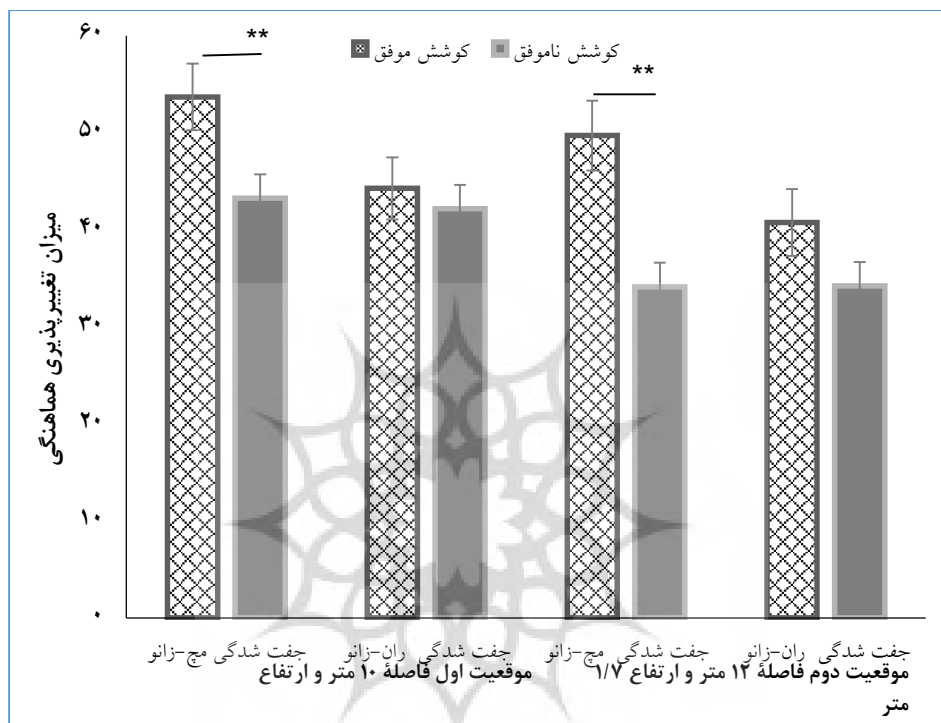 ۶۰
۵۰
۴۰
۳۰
۲۰
۱۰
۰
میزان تغییرپذیری هماهنگی
کوشش موفق
کوشش ناموفق
**
**
جفت شدگی مچ-زانو
جفت شدگی ران-زانو
جفت شدگی مچ-زانو
جفت شدگی ران-زانو
موقعیت اول فاصلهٔ ۱۰ متر و ارتفاع
موقعیت دوم فاصلهٔ ۱۲ متر و ارتفاع ۱/۷
متر